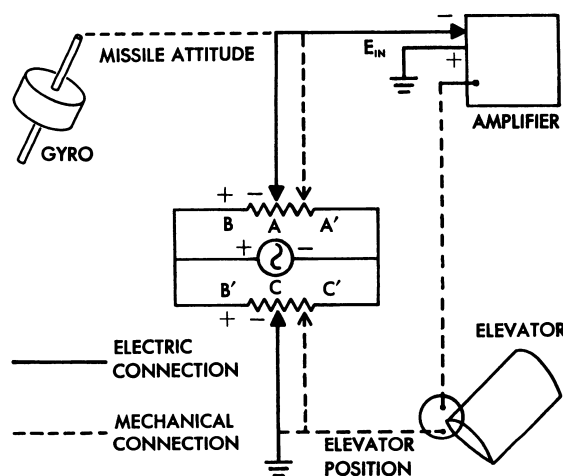 −
MISSILE ATTITUDE
E_IN
+
GYRO
AMPLIFIER
+ −
B A A'
+ −
B' C C'
+ −
ELECTRIC
CONNECTION
ELEVATOR
MECHANICAL
CONNECTION
ELEVATOR
POSITION